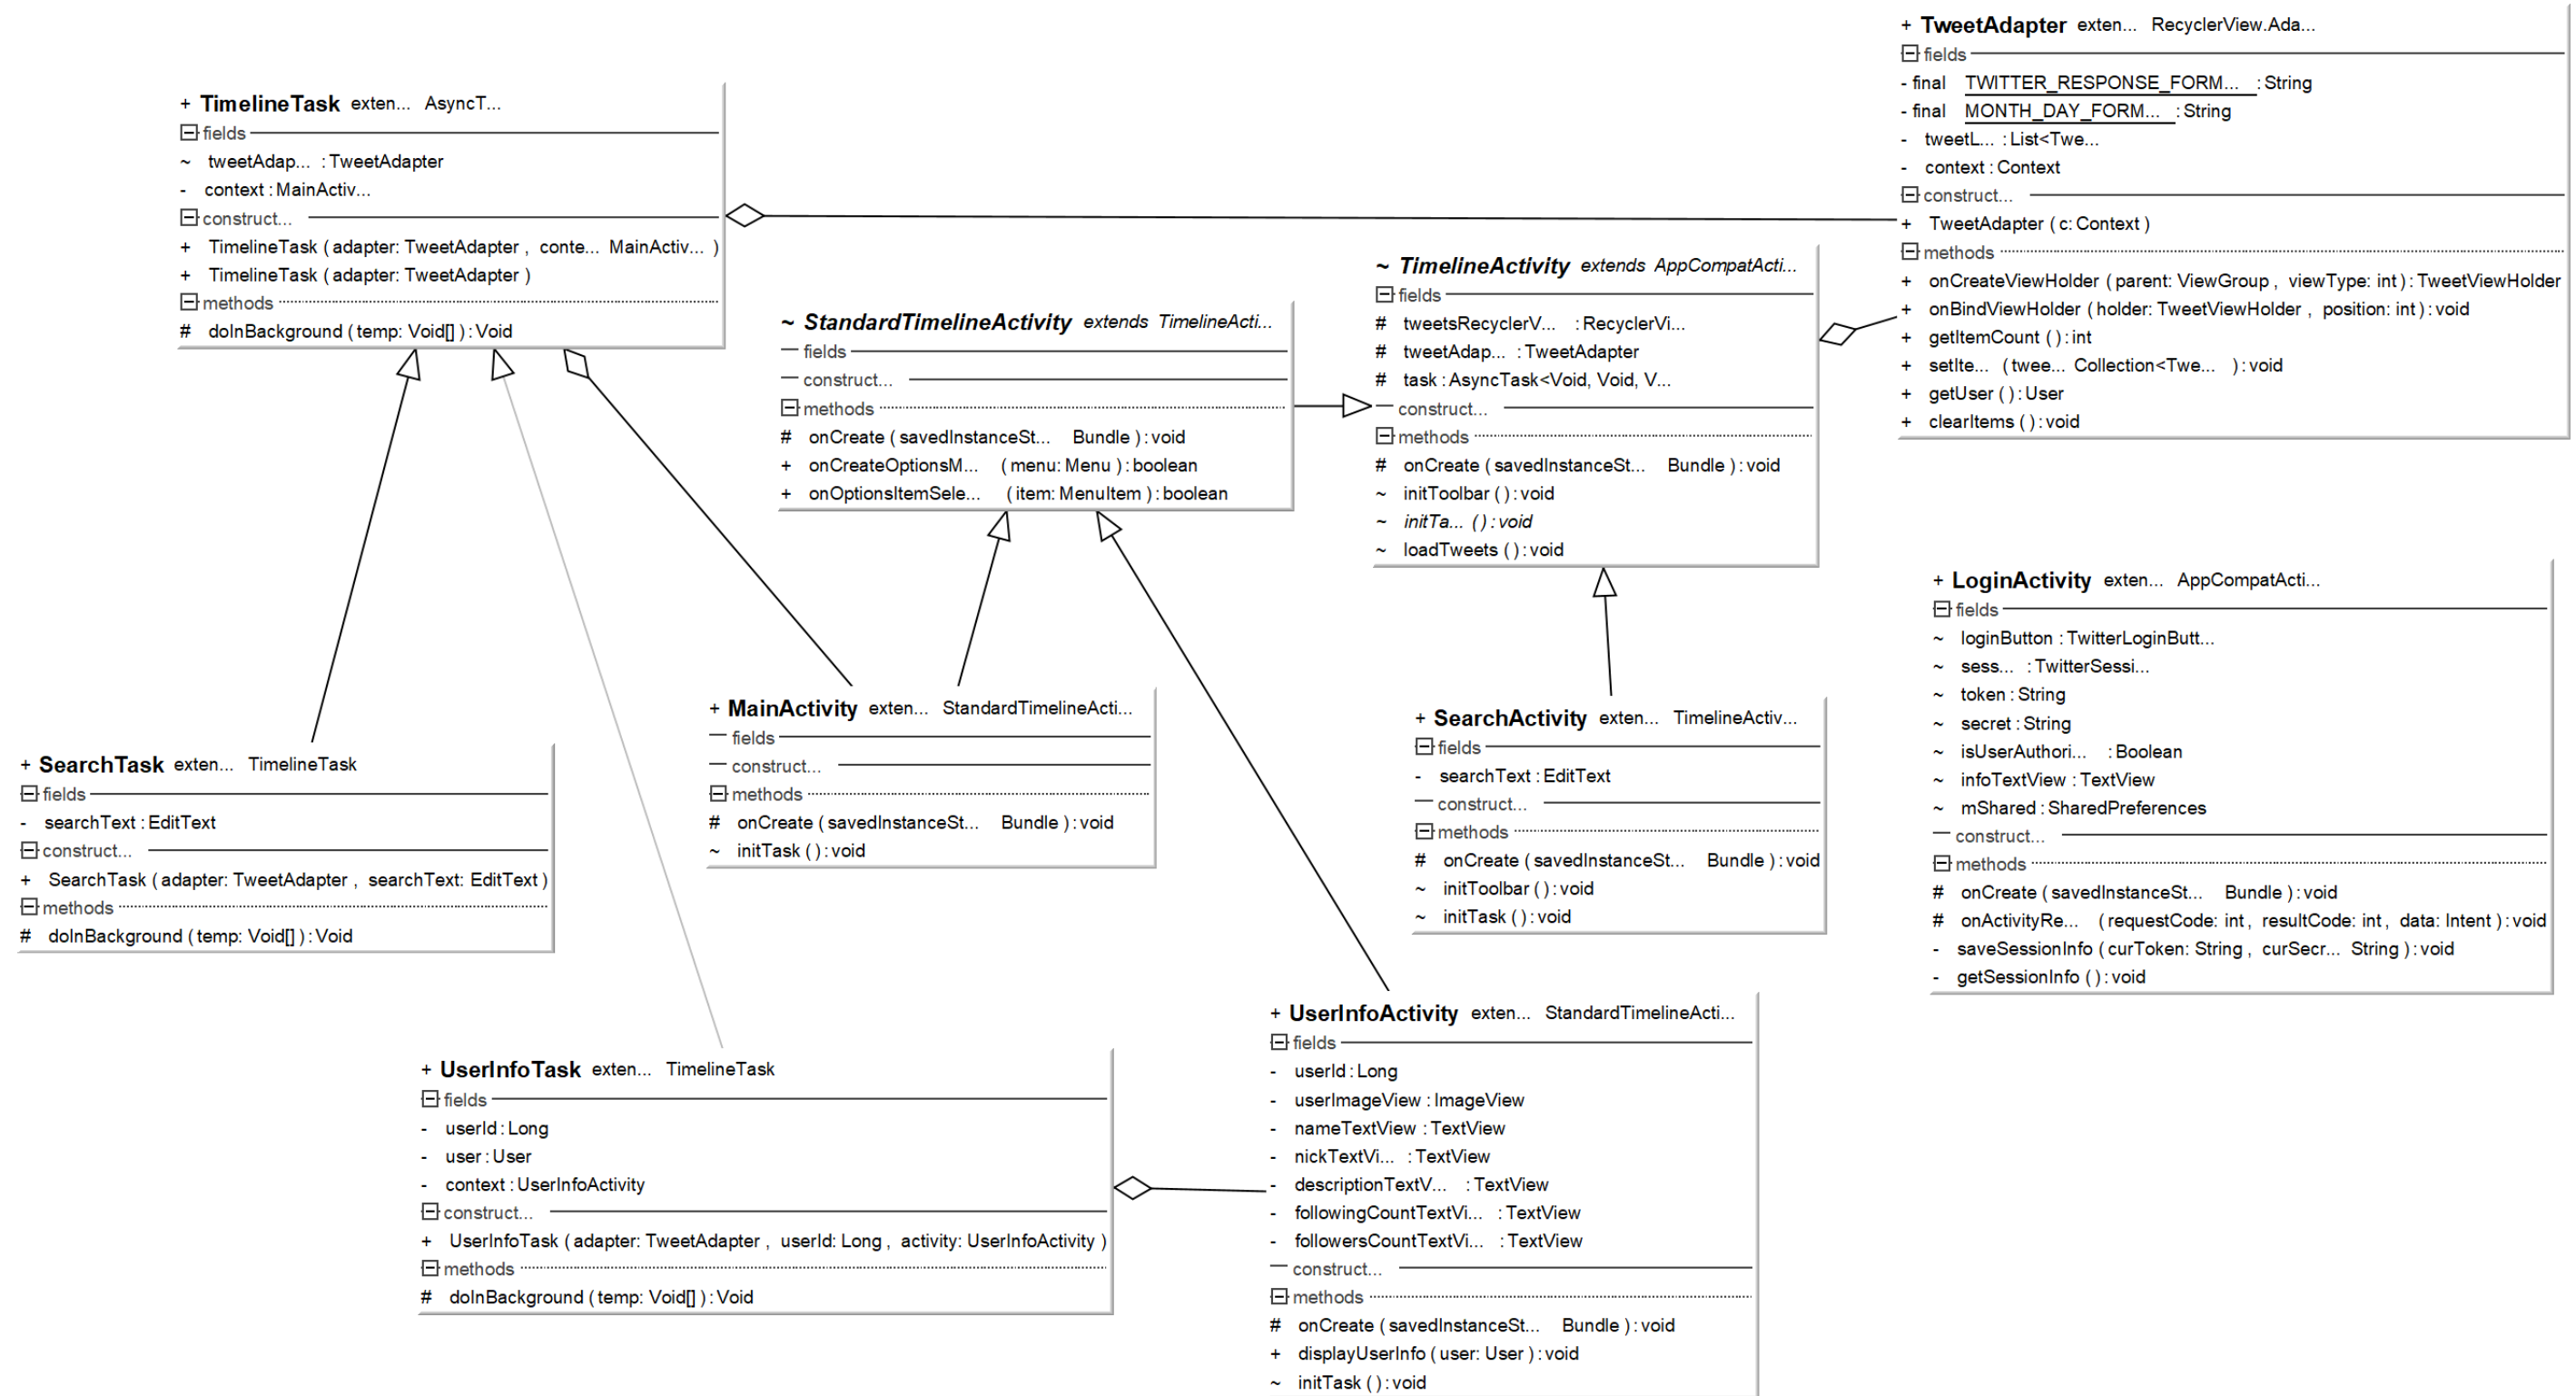 + TimelineTask exten... AsyncT...
fields
~ tweetAdap... : TweetAdapter
- context : MainActiv...
construct...
+ TimelineTask ( adapter: TweetAdapter , conte... MainActiv... )
+ TimelineTask ( adapter: TweetAdapter )
methods
# doInBackground ( temp: Void[] ) : Void
+ TweetAdapter exten... RecyclerView.Ada...
fields
- final TWITTER_RESPONSE_FORM... : String
- final MONTH_DAY_FORM... : String
- tweetL... : List<Twe...
- context : Context
construct...
+ TweetAdapter ( c: Context )
methods
+ onCreateViewHolder ( parent: ViewGroup , viewType: int ) : TweetViewHolder
+ onBindViewHolder ( holder: TweetViewHolder , position: int ) : void
+ getItemCount ( ) : int
+ setIte... ( twee... Collection<Twe... ) : void
+ getUser ( ) : User
+ clearItems ( ) : void
~ StandardTimelineActivity extends TimelineActi...
fields
construct...
methods
# onCreate ( savedInstanceSt... Bundle ) : void
+ onCreateOptionsM... ( menu: Menu ) : boolean
+ onOptionsItemSele... ( item: MenuItem ) : boolean
~ TimelineActivity extends AppCompatActi...
fields
# tweetsRecyclerV... : RecyclerVi...
# tweetAdap... : TweetAdapter
# task : AsyncTask<Void, Void, V...
construct...
methods
# onCreate ( savedInstanceSt... Bundle ) : void
~ initToolbar ( ) : void
~ initTa... ( ) : void
~ loadTweets ( ) : void
+ LoginActivity exten... AppCompatActi...
fields
~ loginButton : TwitterLoginButt...
~ sess... : TwitterSessi...
~ token : String
~ secret : String
~ isUserAuthori... : Boolean
~ infoTextView : TextView
~ mShared : SharedPreferences
construct...
methods
# onCreate ( savedInstanceSt... Bundle ) : void
# onActivityRe... ( requestCode: int , resultCode: int , data: Intent ) : void
- saveSessionInfo ( curToken: String , curSecr... String ) : void
- getSessionInfo ( ) : void
+ SearchTask exten... TimelineTask
fields
- searchText : EditText
construct...
+ SearchTask ( adapter: TweetAdapter , searchText: EditText )
methods
# doInBackground ( temp: Void[] ) : Void
+ MainActivity exten... StandardTimelineActi...
fields
construct...
methods
# onCreate ( savedInstanceSt... Bundle ) : void
~ initTask ( ) : void
+ SearchActivity exten... TimelineActiv...
fields
- searchText : EditText
construct...
methods
# onCreate ( savedInstanceSt... Bundle ) : void
~ initToolbar ( ) : void
~ initTask ( ) : void
+ UserInfoTask exten... TimelineTask
fields
- userId : Long
- user : User
- context : UserInfoActivity
construct...
+ UserInfoTask ( adapter: TweetAdapter , userId: Long , activity: UserInfoActivity )
methods
# doInBackground ( temp: Void[] ) : Void
+ UserInfoActivity exten... StandardTimelineActi...
fields
- userId : Long
- userImageView : ImageView
- nameTextView : TextView
- nickTextVi... : TextView
- descriptionTextV... : TextView
- followingCountTextVi... : TextView
- followersCountTextVi... : TextView
construct...
methods
# onCreate ( savedInstanceSt... Bundle ) : void
+ displayUserInfo ( user: User ) : void
~ initTask ( ) : void